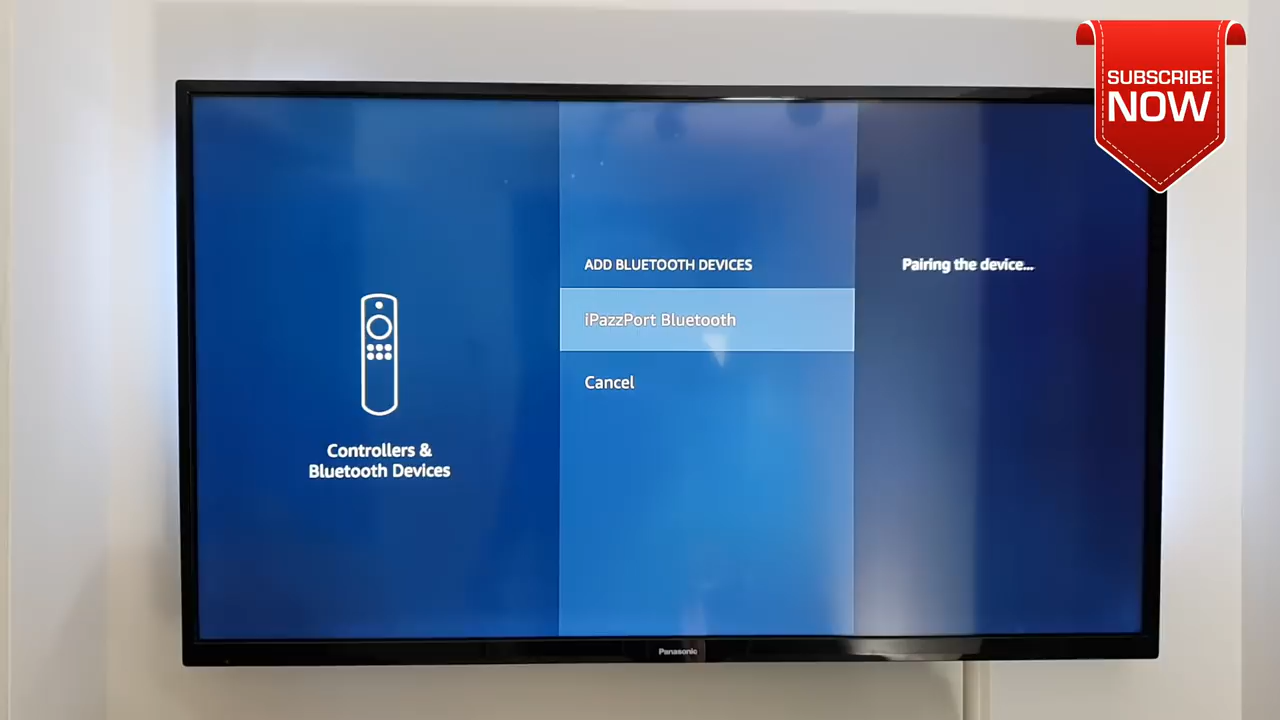 SUBSCRIBE
NOW
ADD BLUETOOTH DEVICES
Pairing the device...
iPazzPort Bluetooth
Cancel
Controllers &
Bluetooth Devices
Panasonic